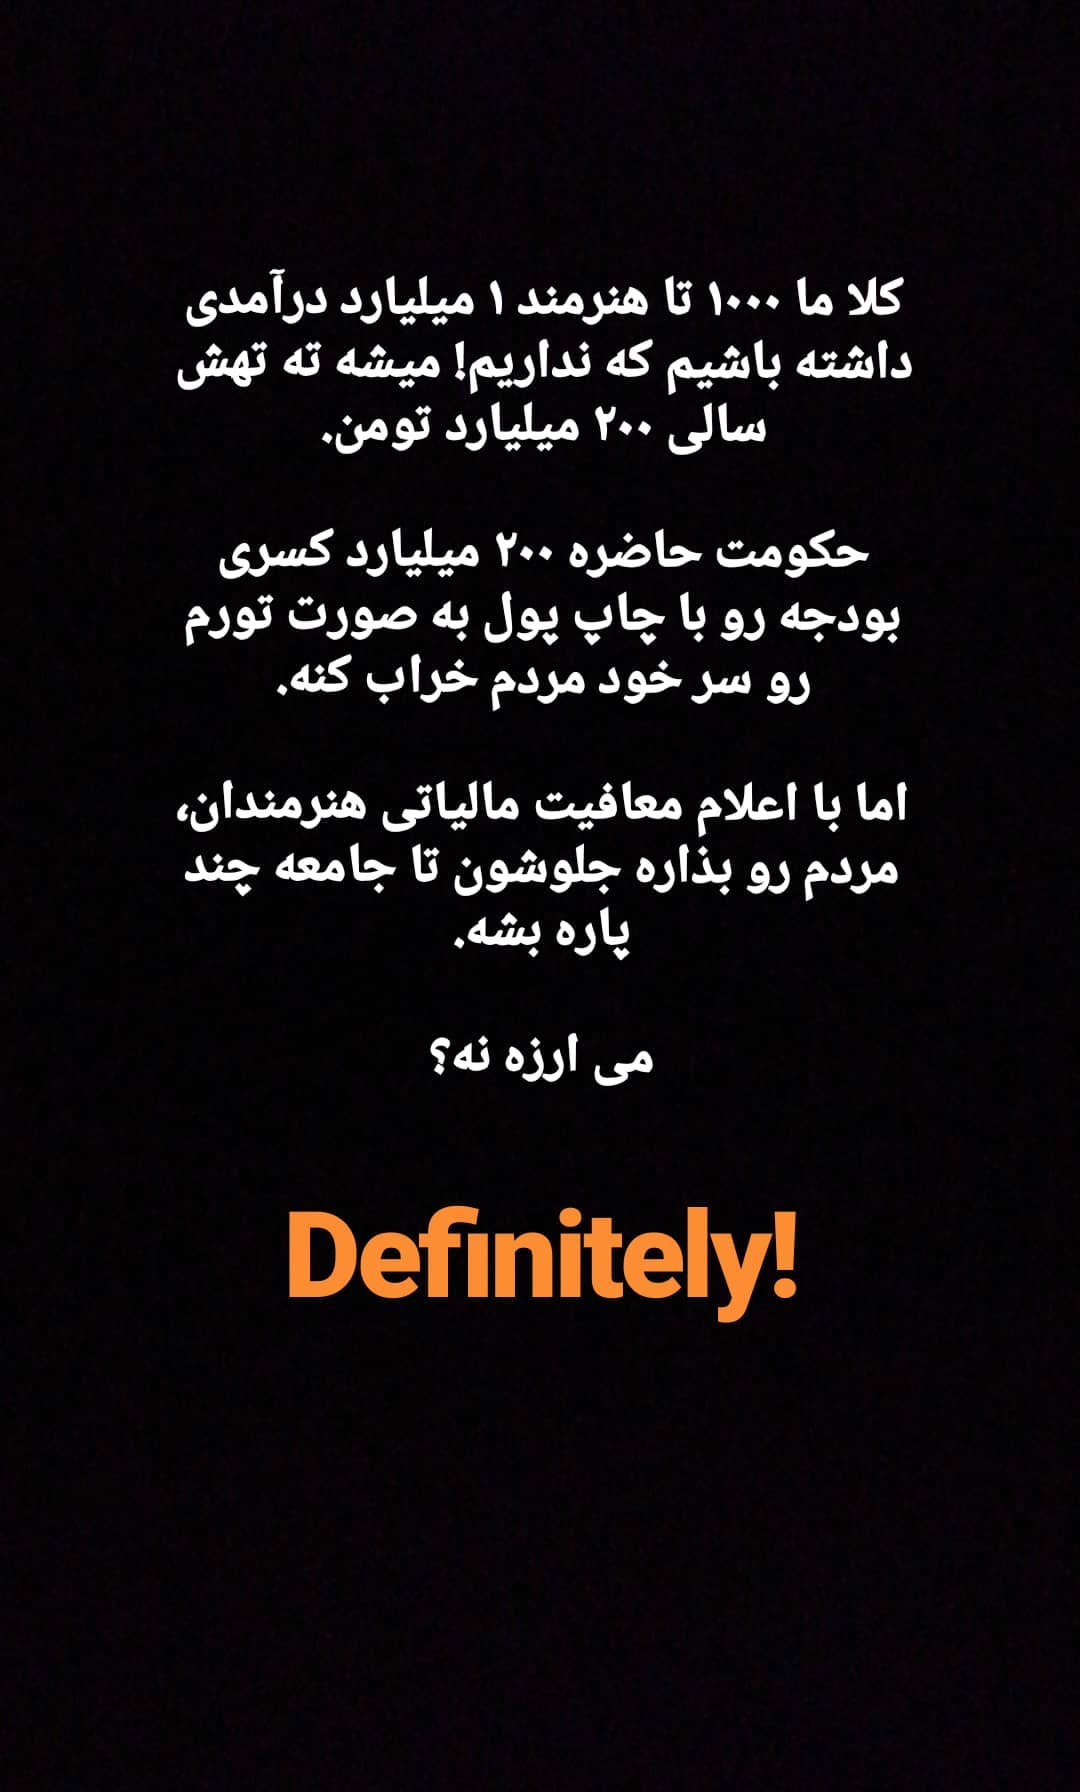 کلا ما ۱۰۰۰ تا هنرمند ۱ میلیارد درآمدی
داشته باشیم که نداریم! میشه ته تهش
سالی ۲۰۰ میلیارد تومن.
حکومت حاضره ۲۰۰ میلیارد کسری
بودجه رو با چاپ پول به صورت تورم
رو سر خود مردم خراب کنه.
اما با اعلام معافیت مالیاتی هنرمندان،
مردم رو بذاره جلوشون تا جامعه چند
پاره بشه.
می ارزه نه؟
Definitely!